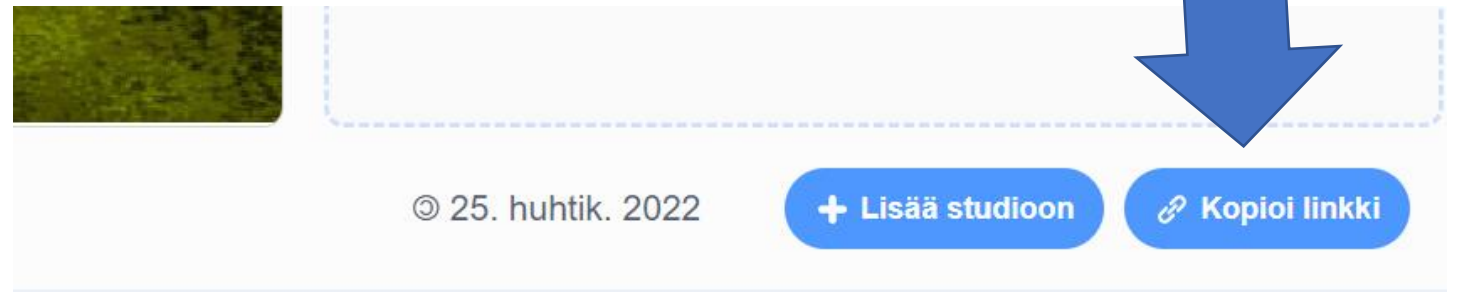 🄯 25. huhtik. 2022 Lisää studioon Kopioi linkki